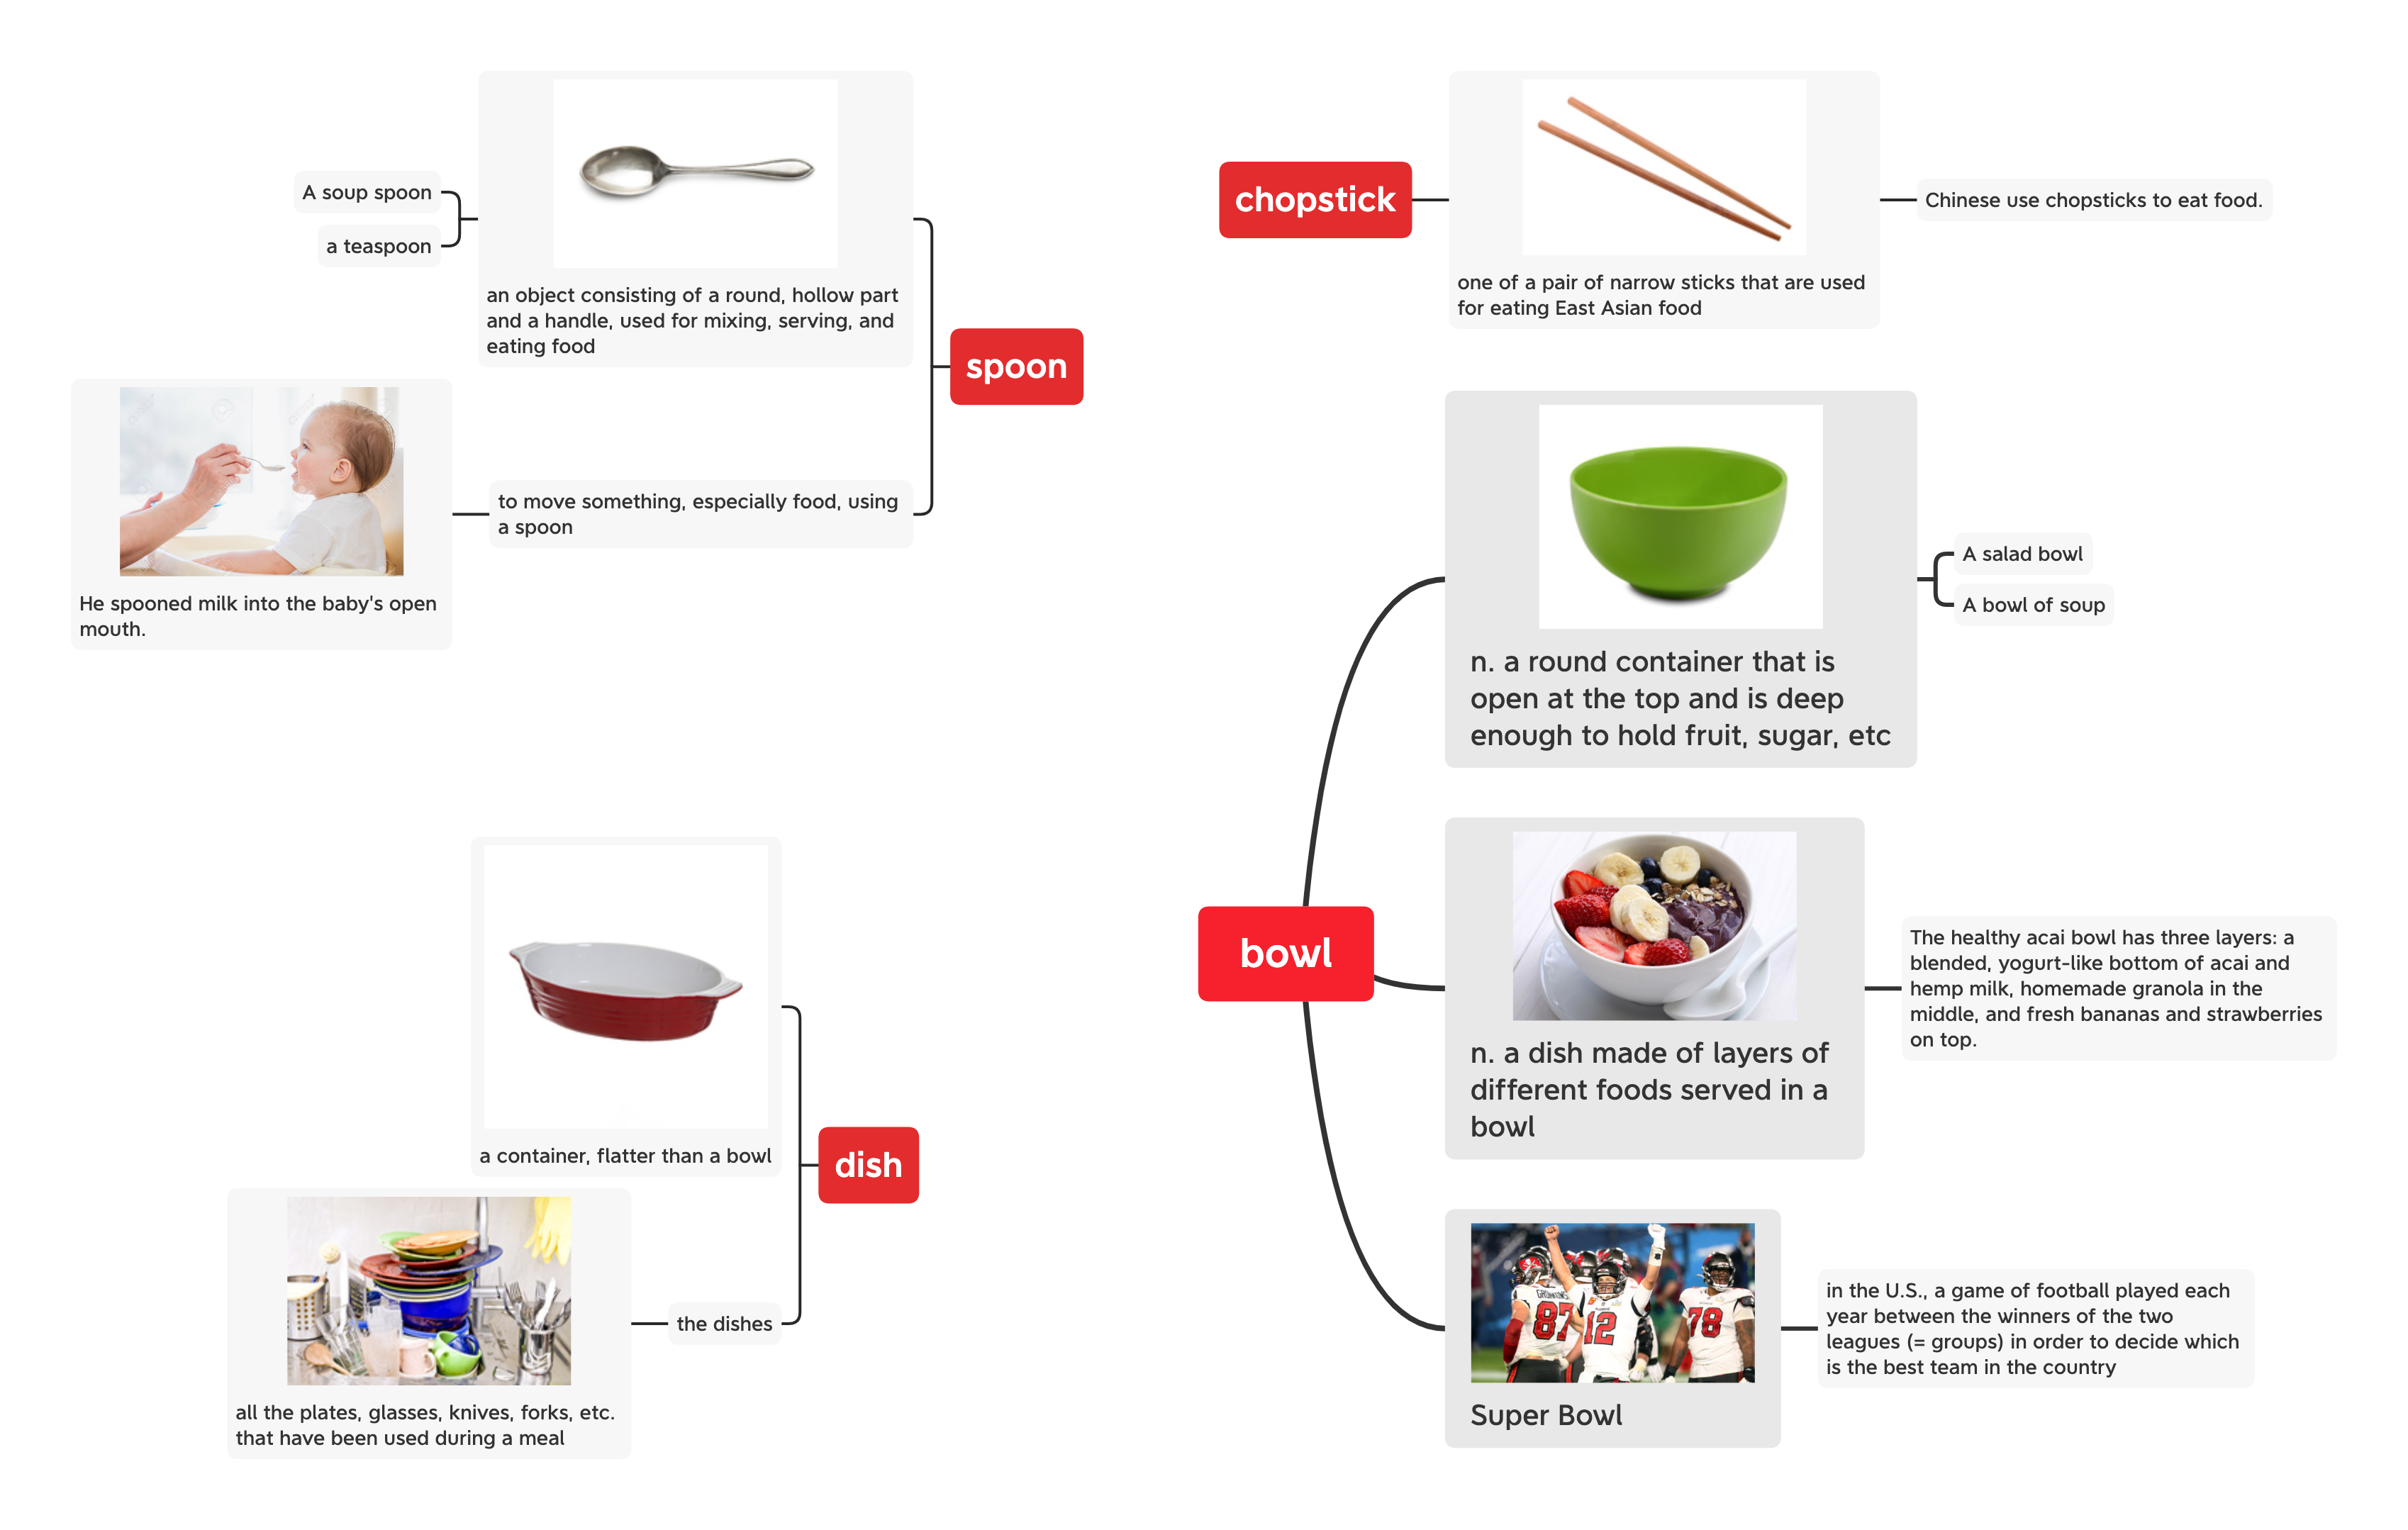 A soup spoon
a teaspoon
an object consisting of a round, hollow part
and a handle, used for mixing, serving, and
eating food
spoon
He spooned milk into the baby's open
mouth.
to move something, especially food, using
a spoon
chopstick
one of a pair of narrow sticks that are used
for eating East Asian food
Chinese use chopsticks to eat food.
bowl
n. a round container that is
open at the top and is deep
enough to hold fruit, sugar, etc
A salad bowl
A bowl of soup
n. a dish made of layers of
different foods served in a
bowl
The healthy acai bowl has three layers: a
blended, yogurt-like bottom of acai and
hemp milk, homemade granola in the
middle, and fresh bananas and strawberries
on top.
87
12
78
Super Bowl
in the U.S., a game of football played each
year between the winners of the two
leagues (= groups) in order to decide which
is the best team in the country
a container, flatter than a bowl
dish
the dishes
all the plates, glasses, knives, forks, etc.
that have been used during a meal